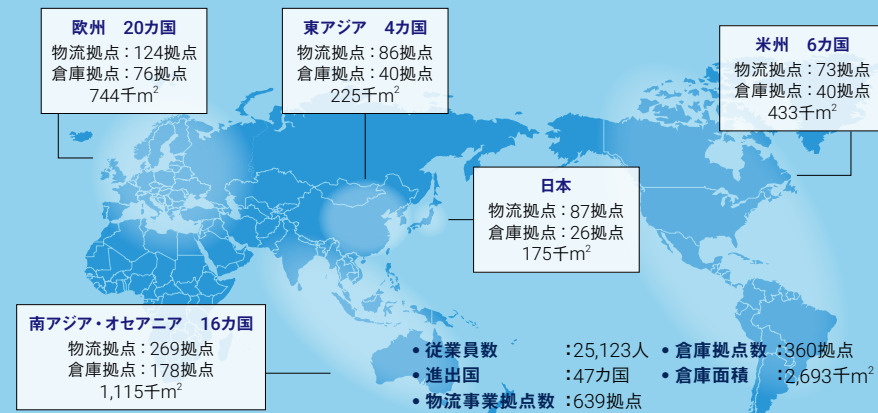 欧州　20カ国
物流拠点：124拠点
倉庫拠点：76拠点
744千m²
東アジア　4カ国
物流拠点：86拠点
倉庫拠点：40拠点
225千m²
米州　6カ国
物流拠点：73拠点
倉庫拠点：40拠点
433千m²
日本
物流拠点：87拠点
倉庫拠点：26拠点
175千m²
南アジア・オセアニア　16カ国
物流拠点：269拠点
倉庫拠点：178拠点
1,115千m²
• 従業員数　：25,123人
• 進出国　：47カ国
• 物流事業拠点数：639拠点
• 倉庫拠点数：360拠点
• 倉庫面積　：2,693千m²